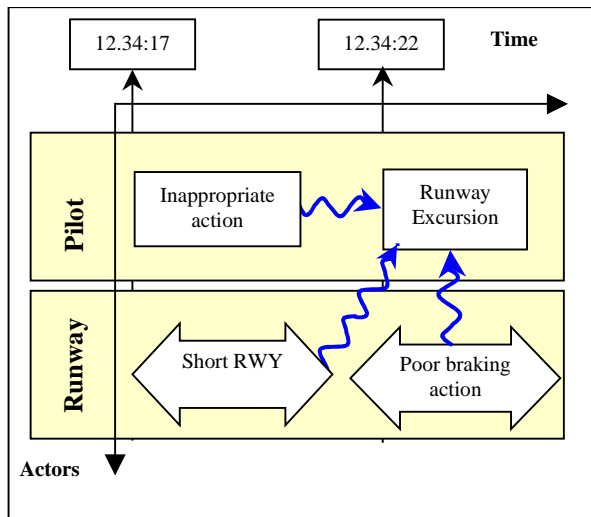 12.34:17
12.34:22
Time
Pilot
Inappropriate
action
Runway
Excursion
Runway
Short RWY
Poor braking
action
Actors